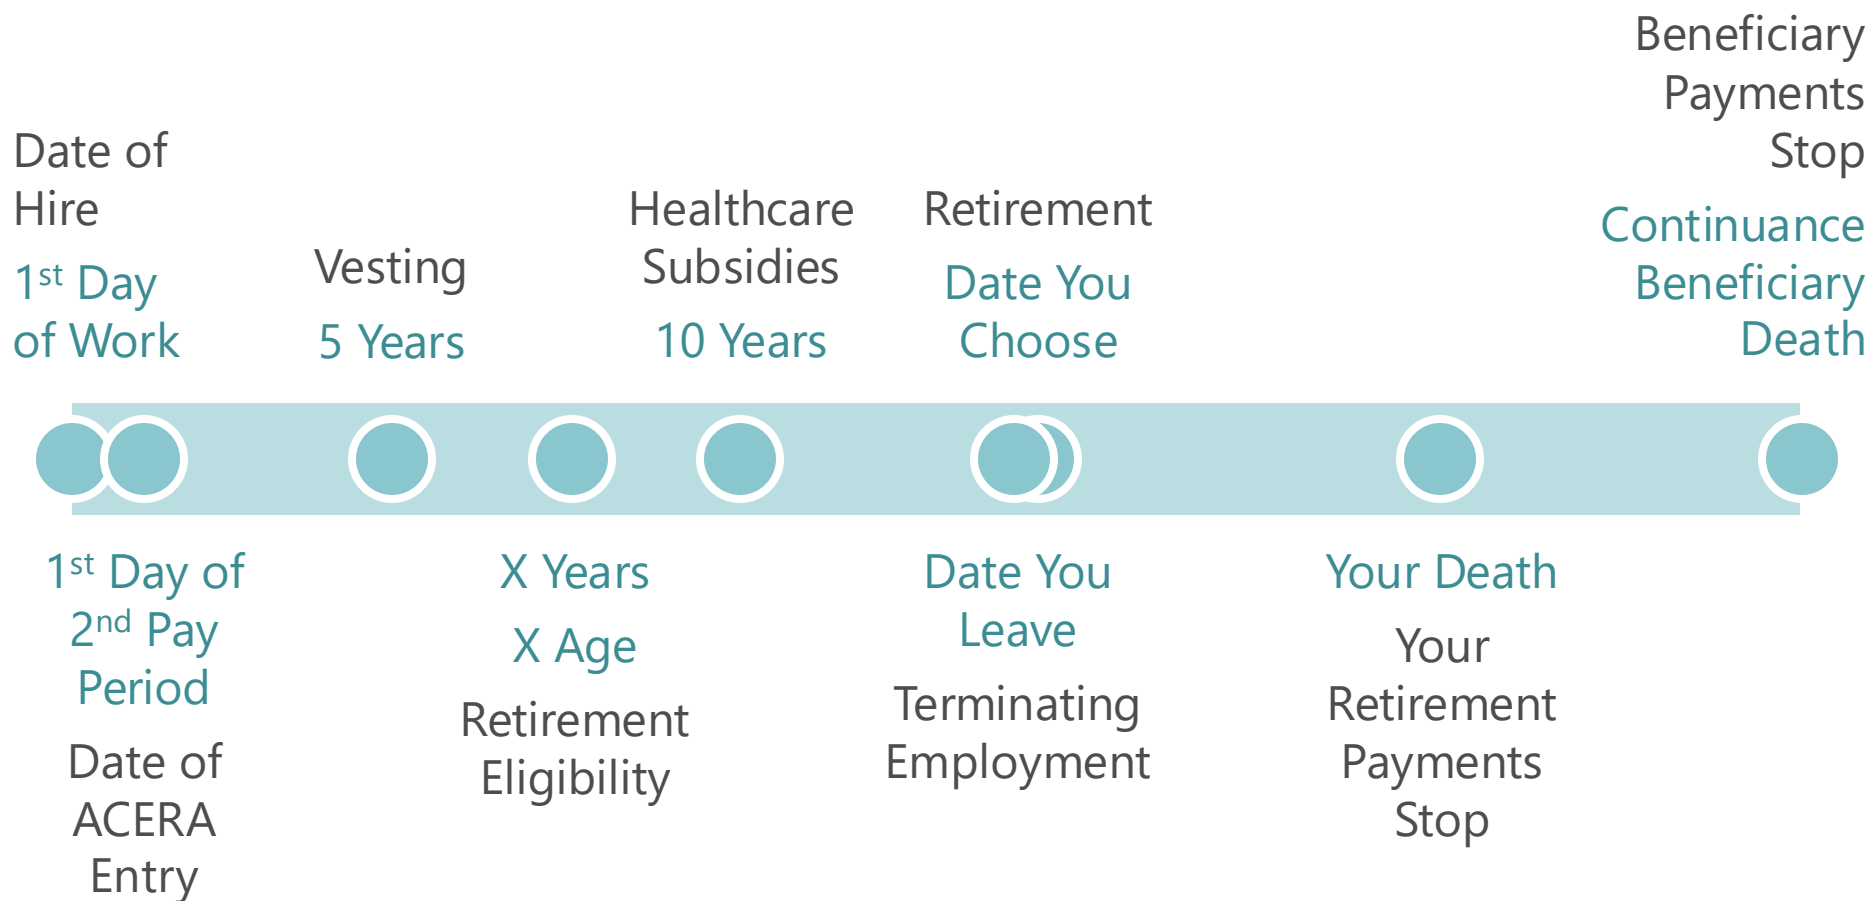 Date of
Hire
1st Day
of Work
Vesting
5 Years
Healthcare
Subsidies
10 Years
Retirement
Date You
Choose
Beneficiary
Payments
Stop
Continuance
Beneficiary
Death
1st Day of
2nd Pay
Period
Date of
ACERA
Entry
X Years
X Age
Retirement
Eligibility
Date You
Leave
Terminating
Employment
Your Death
Your
Retirement
Payments
Stop